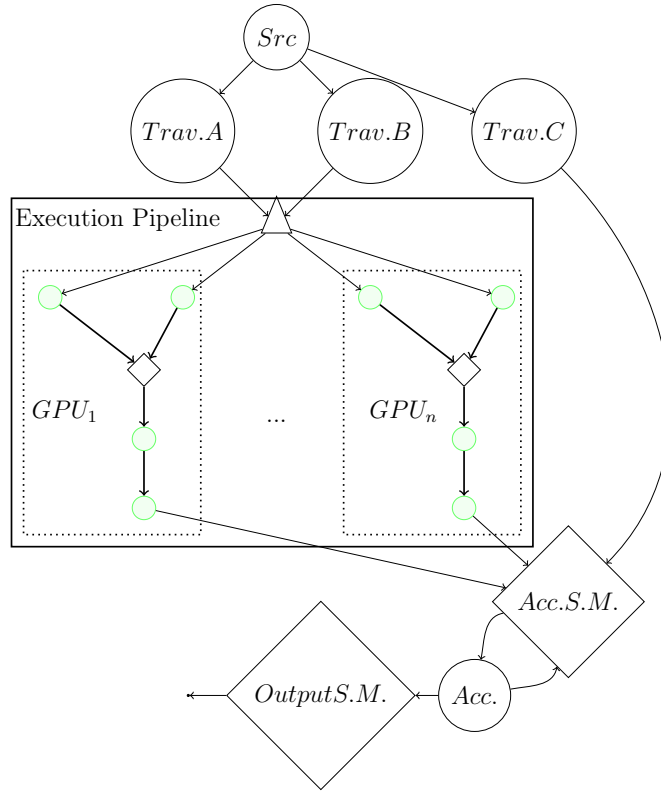 Src
Trav.A
Trav.B
Trav.C
Execution Pipeline
GPU₁
...
GPUₙ
Acc.S.M.
OutputS.M.
Acc.